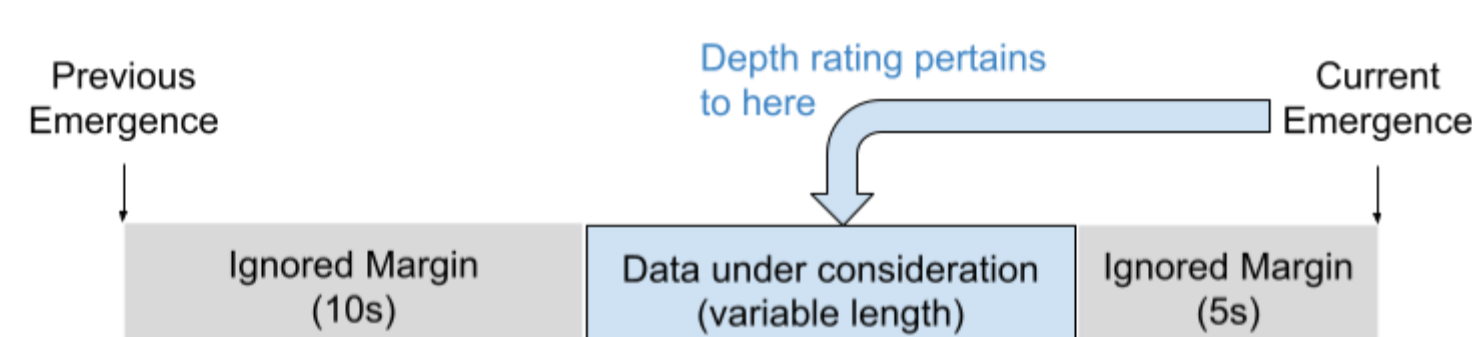 Previous
Emergence
Depth rating pertains
to here
Current
Emergence
Ignored Margin
(10s)
Data under consideration
(variable length)
Ignored Margin
(5s)